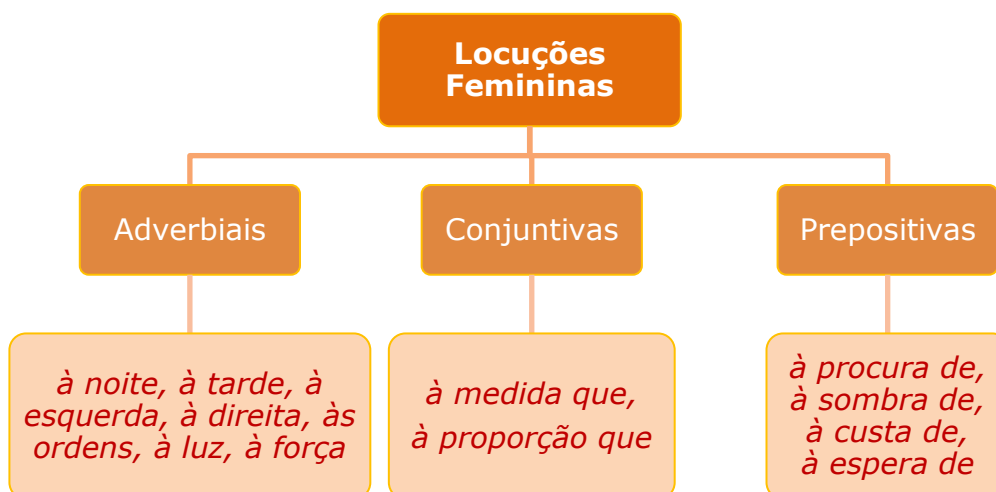 Locuções
Femininas
Adverbiais
Conjuntivas
Prepositivas
à noite, à tarde, à
esquerda, à direita, às
ordens, à luz, à força
à medida que,
à proporção que
à procura de,
à sombra de,
à custa de,
à espera de